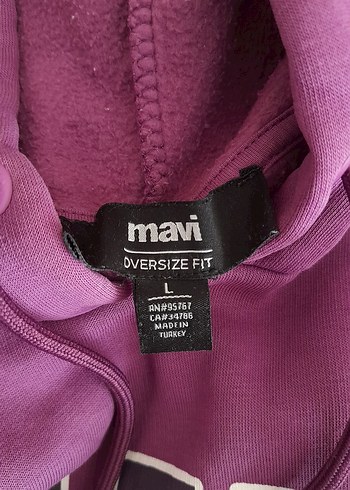 mavi
OVERSIZE FIT
L
RN#95767
CA#34786
MADE IN
TURKEY